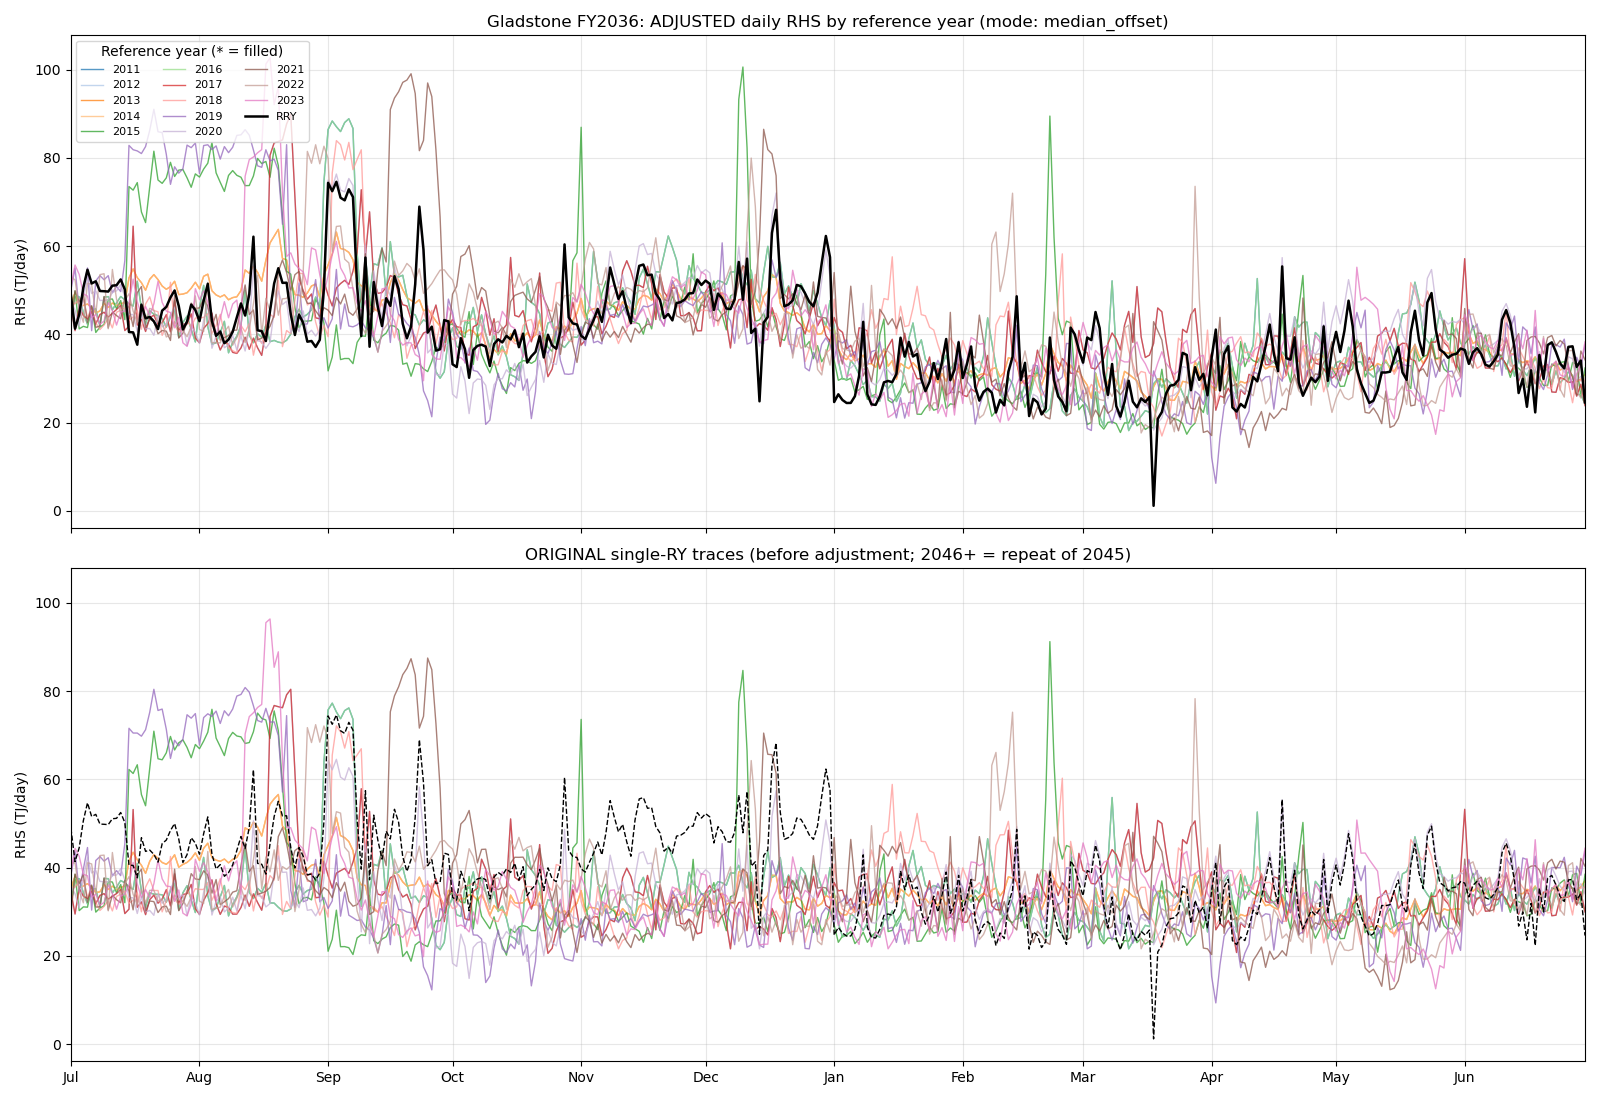 Gladstone FY2036: ADJUSTED daily RHS by reference year (mode: median_offset)
Reference year (* = filled)
2011 2016 2021
2012 2017 2022
2013 2018 2023
2014 2019 RRY
2015 2020
RHS (TJ/day)
100
80
60
40
20
0
ORIGINAL single-RY traces (before adjustment; 2046+ = repeat of 2045)
RHS (TJ/day)
100
80
60
40
20
0
Jul Aug Sep Oct Nov Dec Jan Feb Mar Apr May Jun